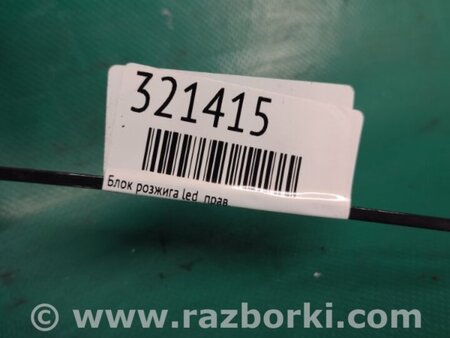 321415
Блок розжига led прав
© www.razborki.com